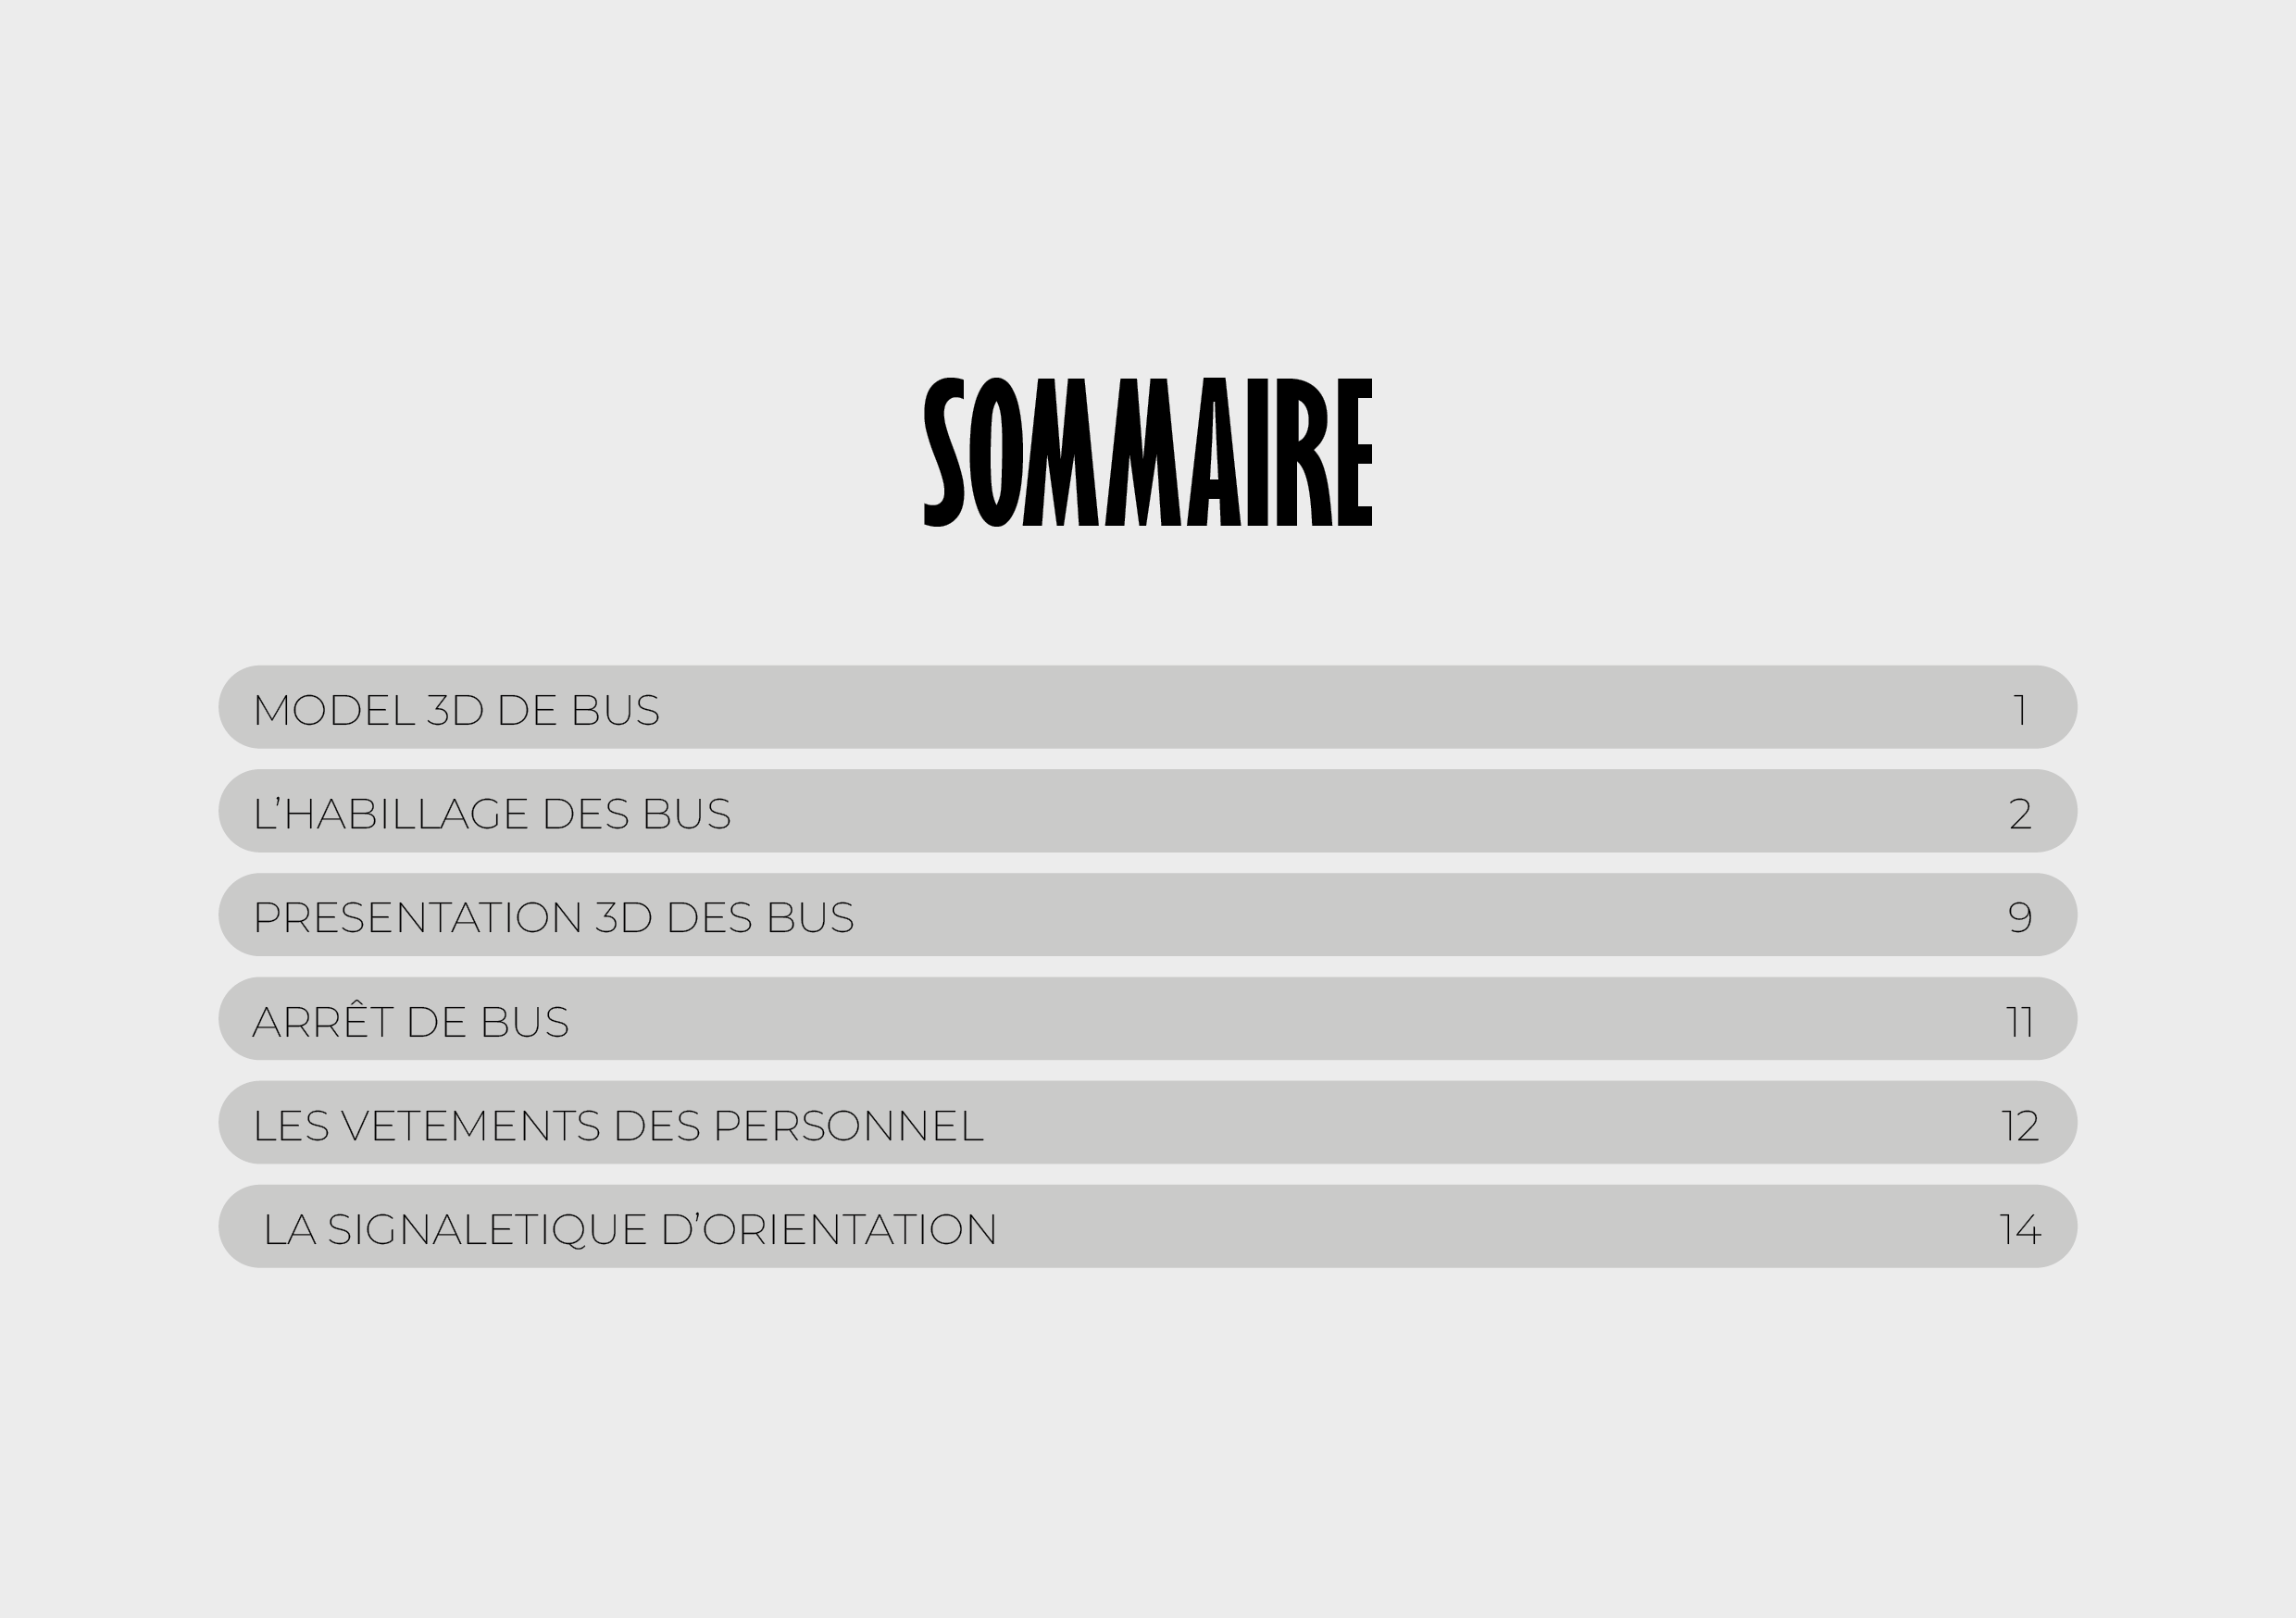 SOMMAIRE
MODEL 3D DE BUS 1
L’HABILLAGE DES BUS 2
PRESENTATION 3D DES BUS 9
ARRÊT DE BUS 11
LES VETEMENTS DES PERSONNEL 12
LA SIGNALETIQUE D’ORIENTATION 14